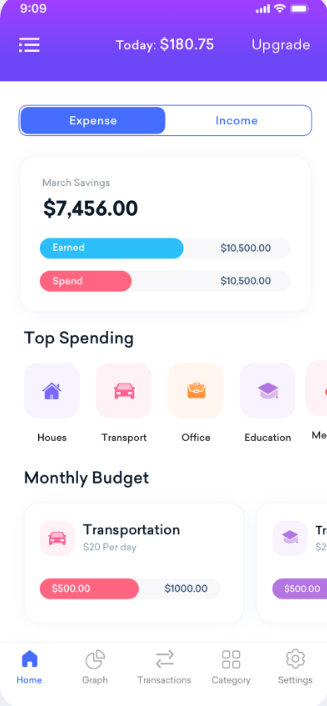 9:09
Today: $180.75 Upgrade
Expense Income
March Savings
$7,456.00
Earned $10,500.00
Spend $10,500.00
Top Spending
Houes Transport Office Education Me
Monthly Budget
Transportation Tr
$20 Per day $2
$500.00 $1000.00 $500.00
Home Graph Transactions Category Settings